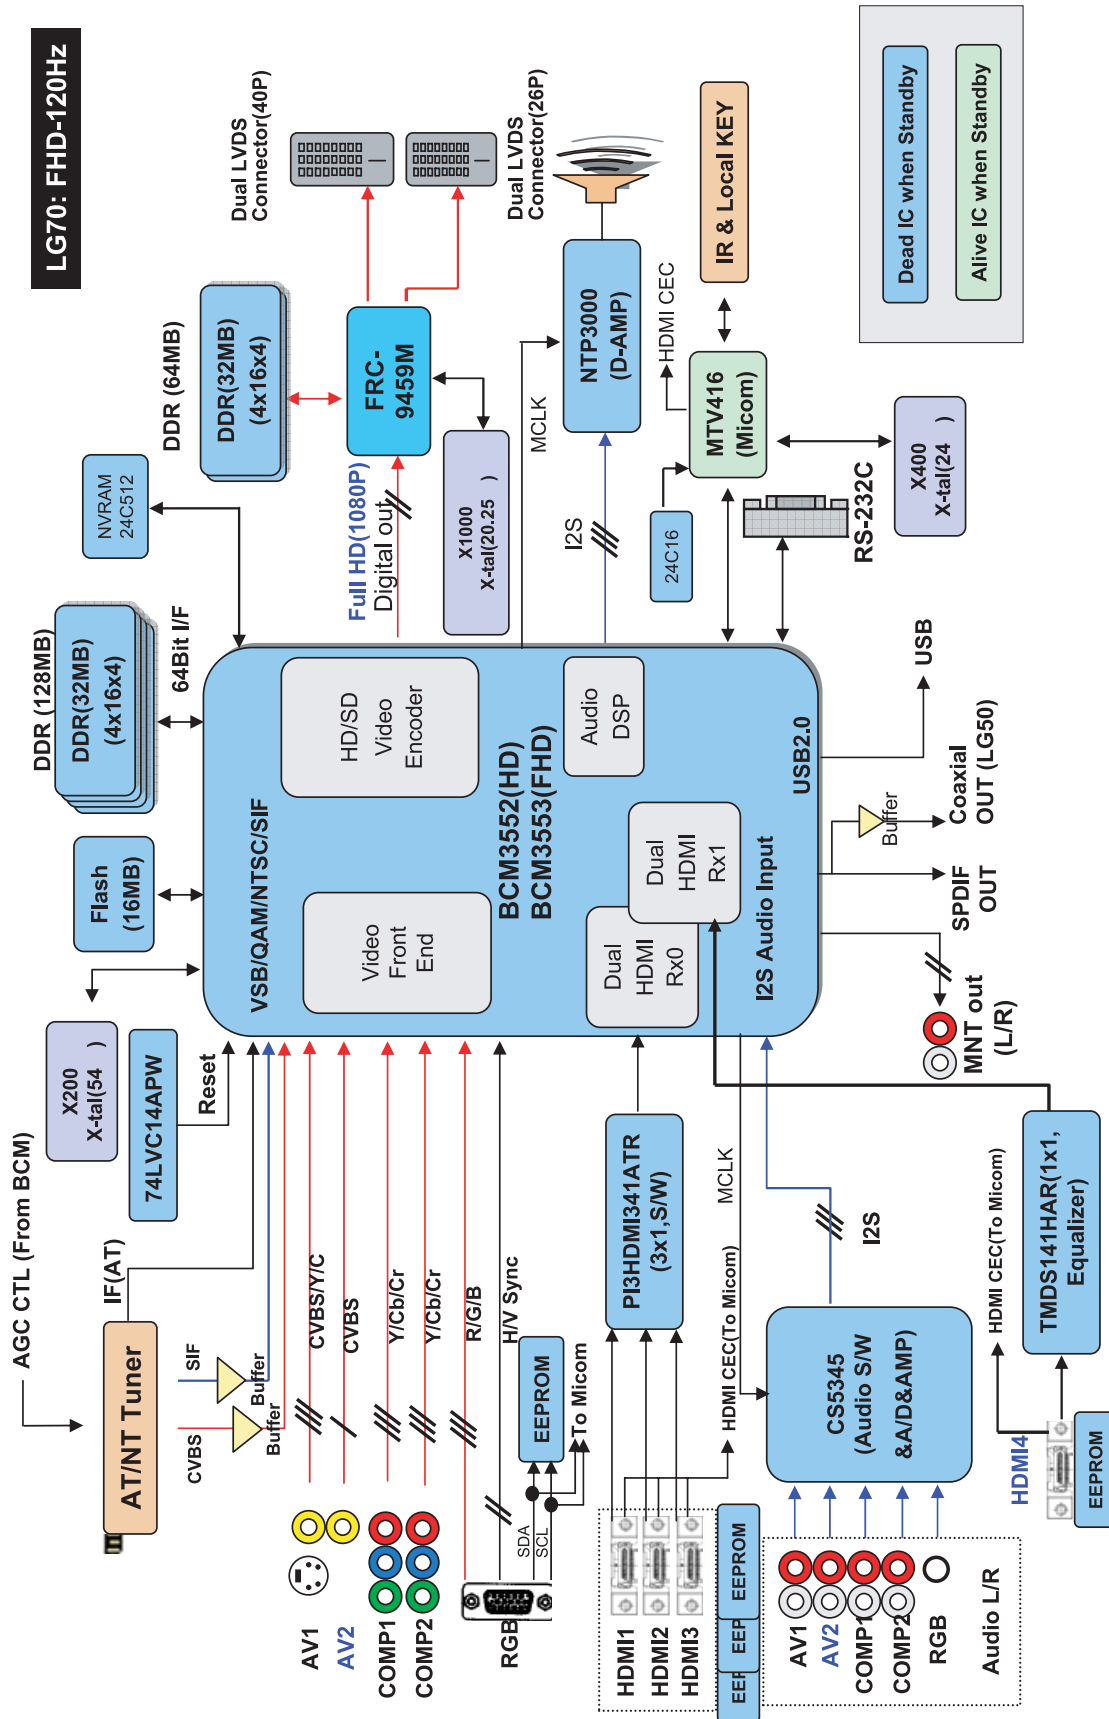 LG70: FHD-120Hz
AGC CTL (From BCM)
AT/NT Tuner
IF(AT)
SIF
Buffer
CVBS
Buffer
X200
X-tal(54 )
74LVC14APW
Reset
Flash
(16MB)
DDR (128MB)
DDR(32MB)
(4x16x4)
64Bit I/F
NVRAM
24C512
DDR (64MB)
DDR(32MB)
(4x16x4)
Dual LVDS
Connector(40P)
Dual LVDS
Connector(26P)
FRC-
9459M
Full HD(1080P)
Digital out
X1000
X-tal(20.25 )
VSB/QAM/NTSC/SIF
Video
Front
End
HD/SD
Video
Encoder
BCM3552(HD)
BCM3553(FHD)
Dual
HDMI
Rx0
Dual
HDMI
Rx1
Audio
DSP
I2S Audio Input
USB2.0
MCLK
NTP3000
(D-AMP)
I2S
HDMI CEC
MTV416
(Micom)
IR & Local KEY
24C16
RS-232C
X400
X-tal(24 )
Dead IC when Standby
Alive IC when Standby
AV1
AV2
COMP1
COMP2
RGB
CVBS/Y/C
CVBS
Y/Cb/Cr
Y/Cb/Cr
R/G/B
H/V Sync
SDA
SCL
EEPROM
To Micom
HDMI1
HDMI2
HDMI3
EEF
EEP
EEPROM
PI3HDMI341ATR
(3x1,S/W)
HDMI CEC(To Micom)
MCLK
AV1
AV2
COMP1
COMP2
RGB
Audio L/R
CS5345
(Audio S/W
&A/D&AMP)
I2S
HDMI4
EEPROM
HDMI CEC(To Micom)
TMDS141HAR(1x1,
Equalizer)
MNT out
(L/R)
SPDIF
OUT
Buffer
Coaxial
OUT (LG50)
USB